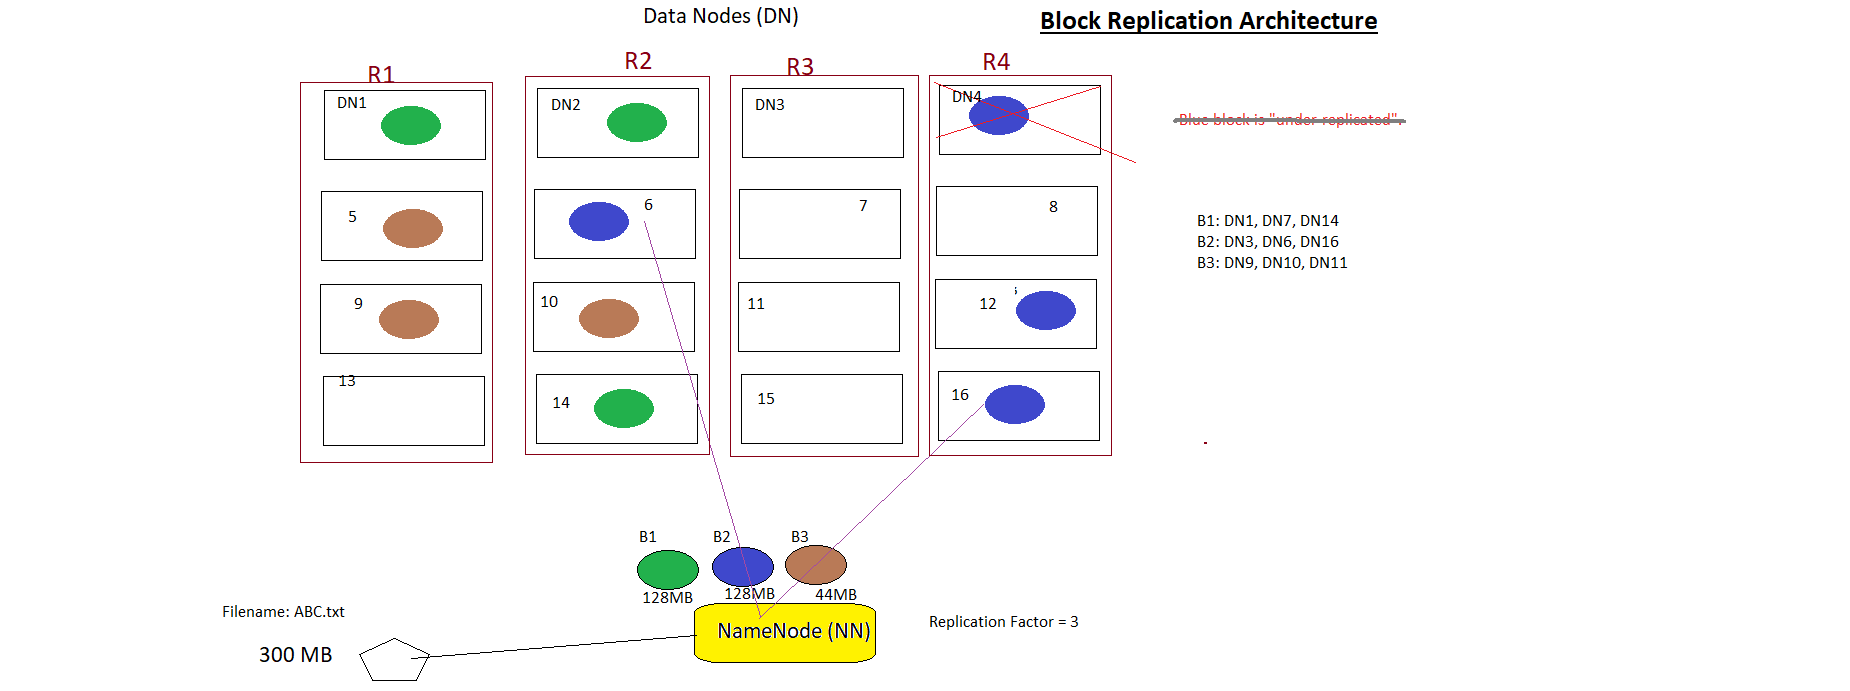 Data Nodes (DN)
Block Replication Architecture
R1
R2
R3
R4
DN1
DN2
DN3
DN4
Blue block is "under replicated".
5
6
7
8
B1: DN1, DN7, DN14
B2: DN3, DN6, DN16
B3: DN9, DN10, DN11
9
10
11
12
13
14
15
16
B1
B2
B3
128MB
128MB
44MB
Filename: ABC.txt
NameNode (NN)
Replication Factor = 3
300 MB